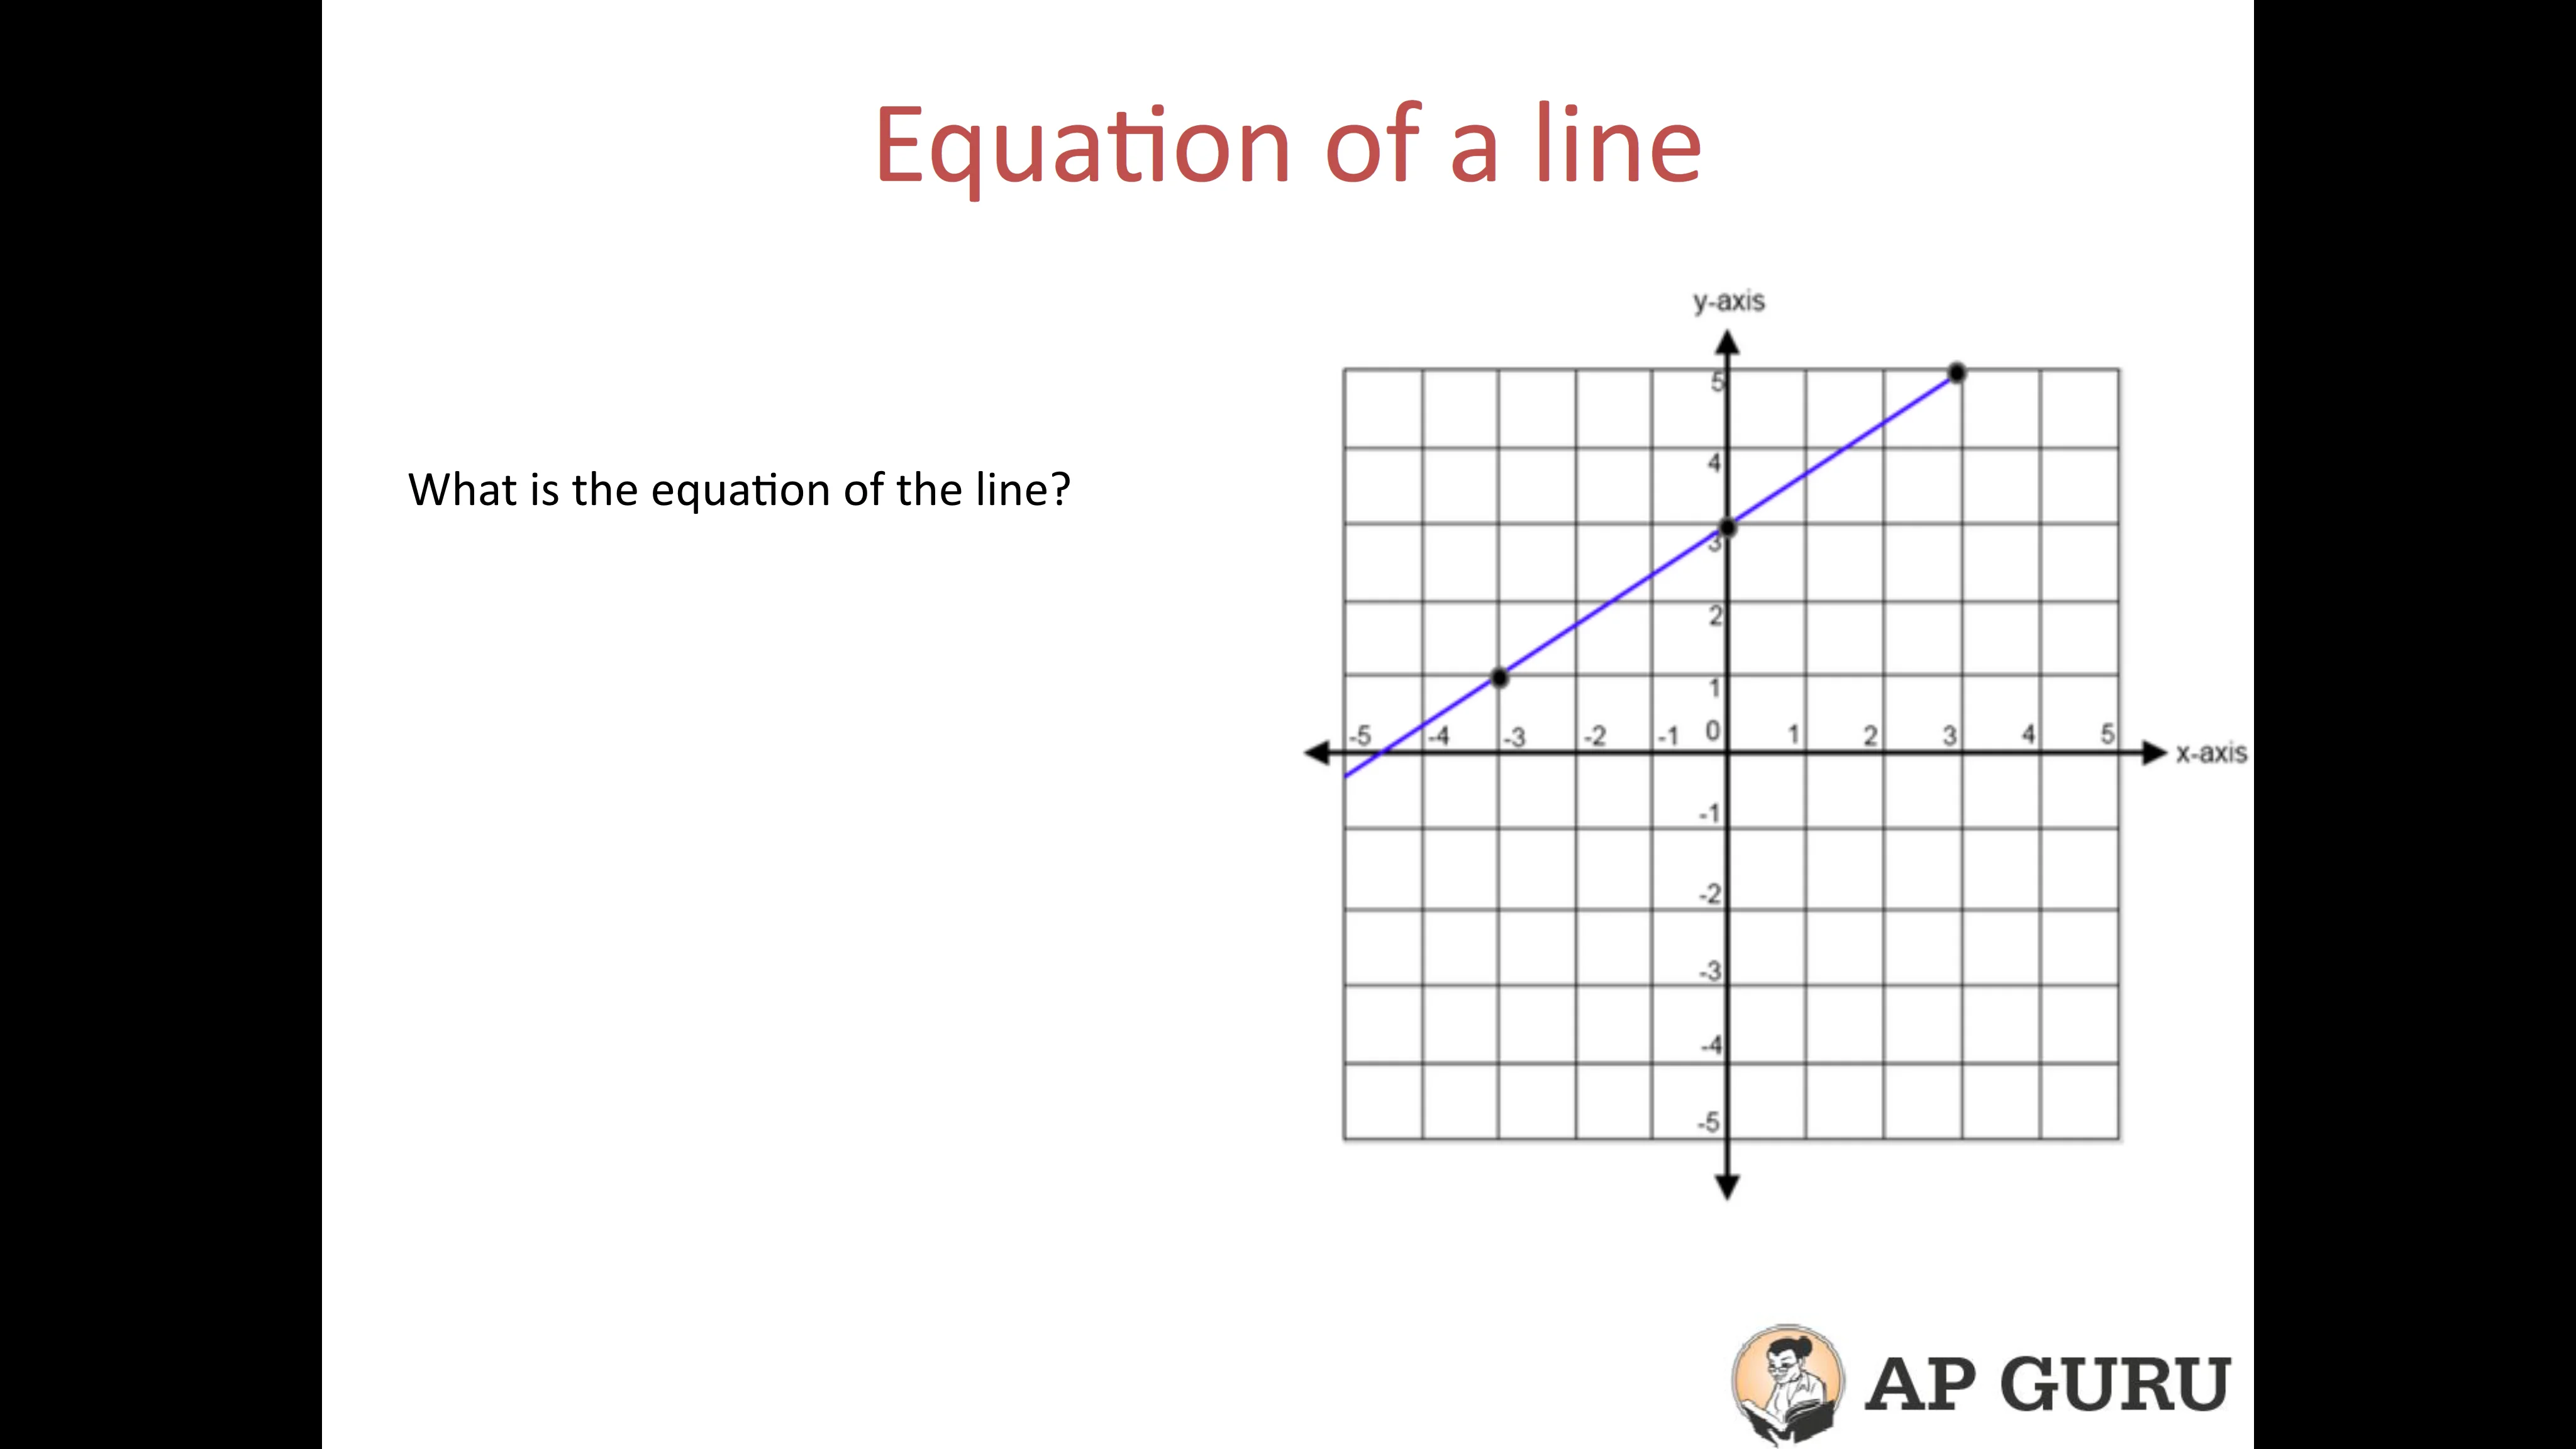 Equation of a line
What is the equation of the line?
y-axis
5
4
3
2
1
-5 -4 -3 -2 -1 0 1 2 3 4 5
x-axis
-1
-2
-3
-4
-5
AP GURU